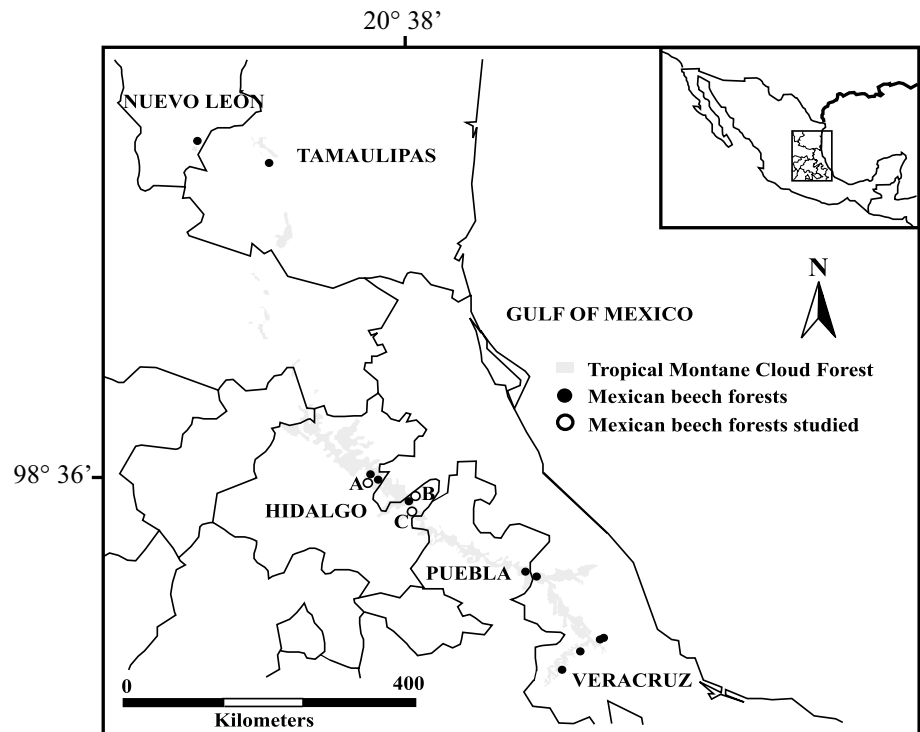 20° 38’
NUEVO LEÓN
TAMAULIPAS
N
GULF OF MEXICO
Tropical Montane Cloud Forest
Mexican beech forests
Mexican beech forests studied
98° 36’
A
B
HIDALGO
C
PUEBLA
VERACRUZ
0 400
Kilometers